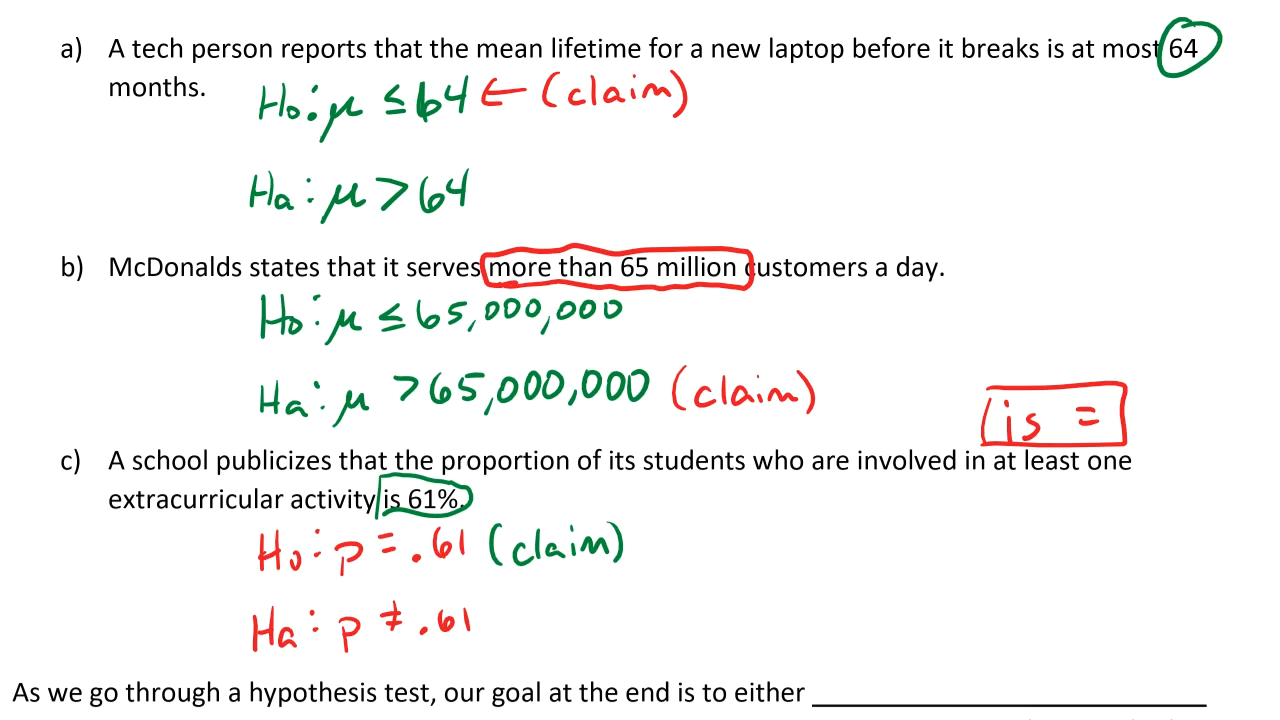 a) A tech person reports that the mean lifetime for a new laptop before it breaks is at most 64
months.
Ho: μ ≤ 64 ← (claim)
Ha: μ > 64
b) McDonalds states that it serves more than 65 million customers a day.
Ho: μ ≤ 65,000,000
Ha: μ > 65,000,000 (claim)
is =
c) A school publicizes that the proportion of its students who are involved in at least one
extracurricular activity is 61%.
Ho: p = .61 (claim)
Ha: p ≠ .61
As we go through a hypothesis test, our goal at the end is to either ____________________